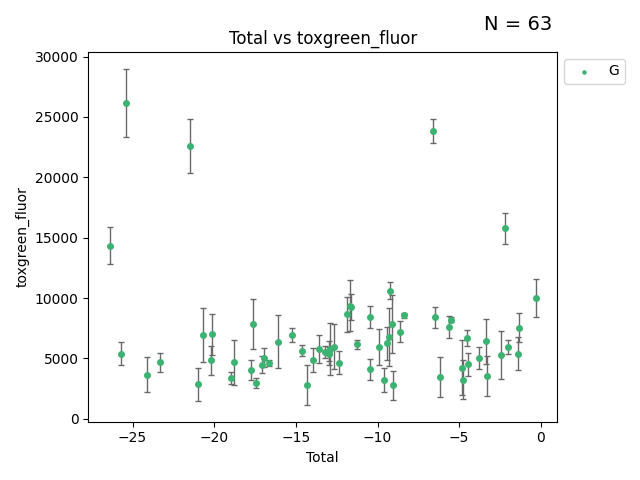 N = 63
Total vs toxgreen_fluor
G
toxgreen_fluor
30000
25000
20000
15000
10000
5000
0
−25 −20 −15 −10 −5 0
Total